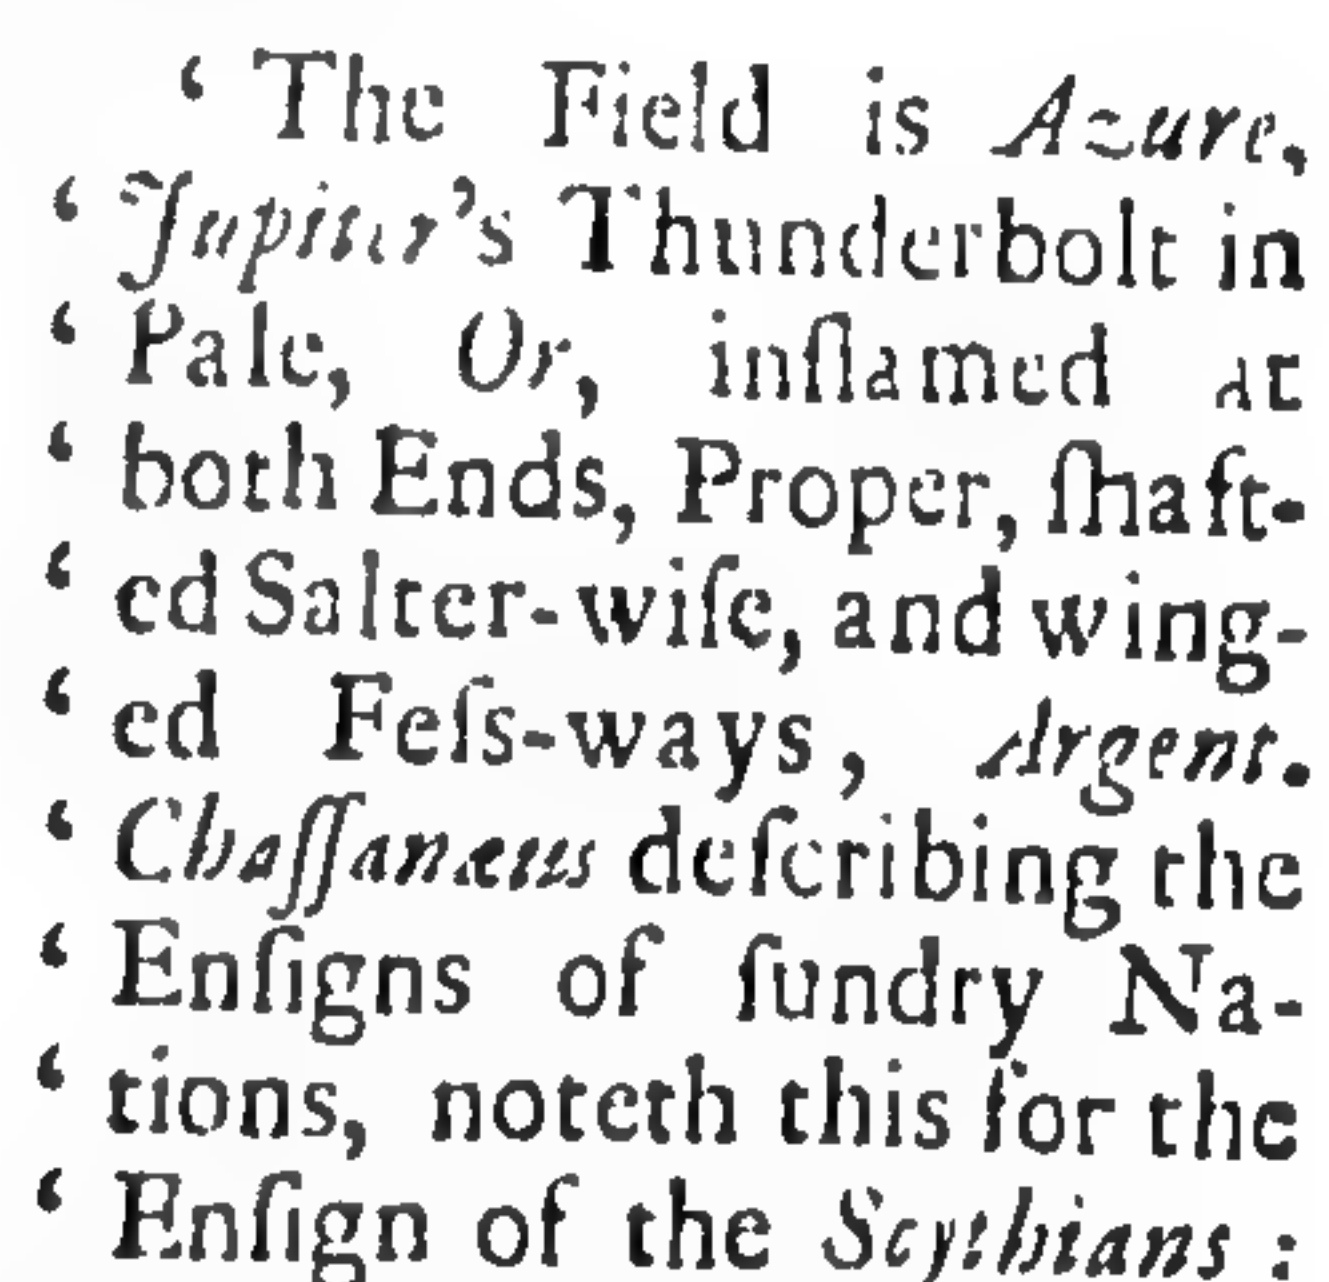 ‘ The Field is Azure,
‘ Jupiter’s Thunderbolt in
‘ Pale, Or, inflamed at
‘ both Ends, Proper, ſhaft-
‘ ed Salter-wiſe, and wing-
‘ ed Feſs-ways, Argent.
‘ Chaſſanæus deſcribing the
‘ Enſigns of ſundry Na-
‘ tions, noteth this for the
‘ Enſign of the Scythians :